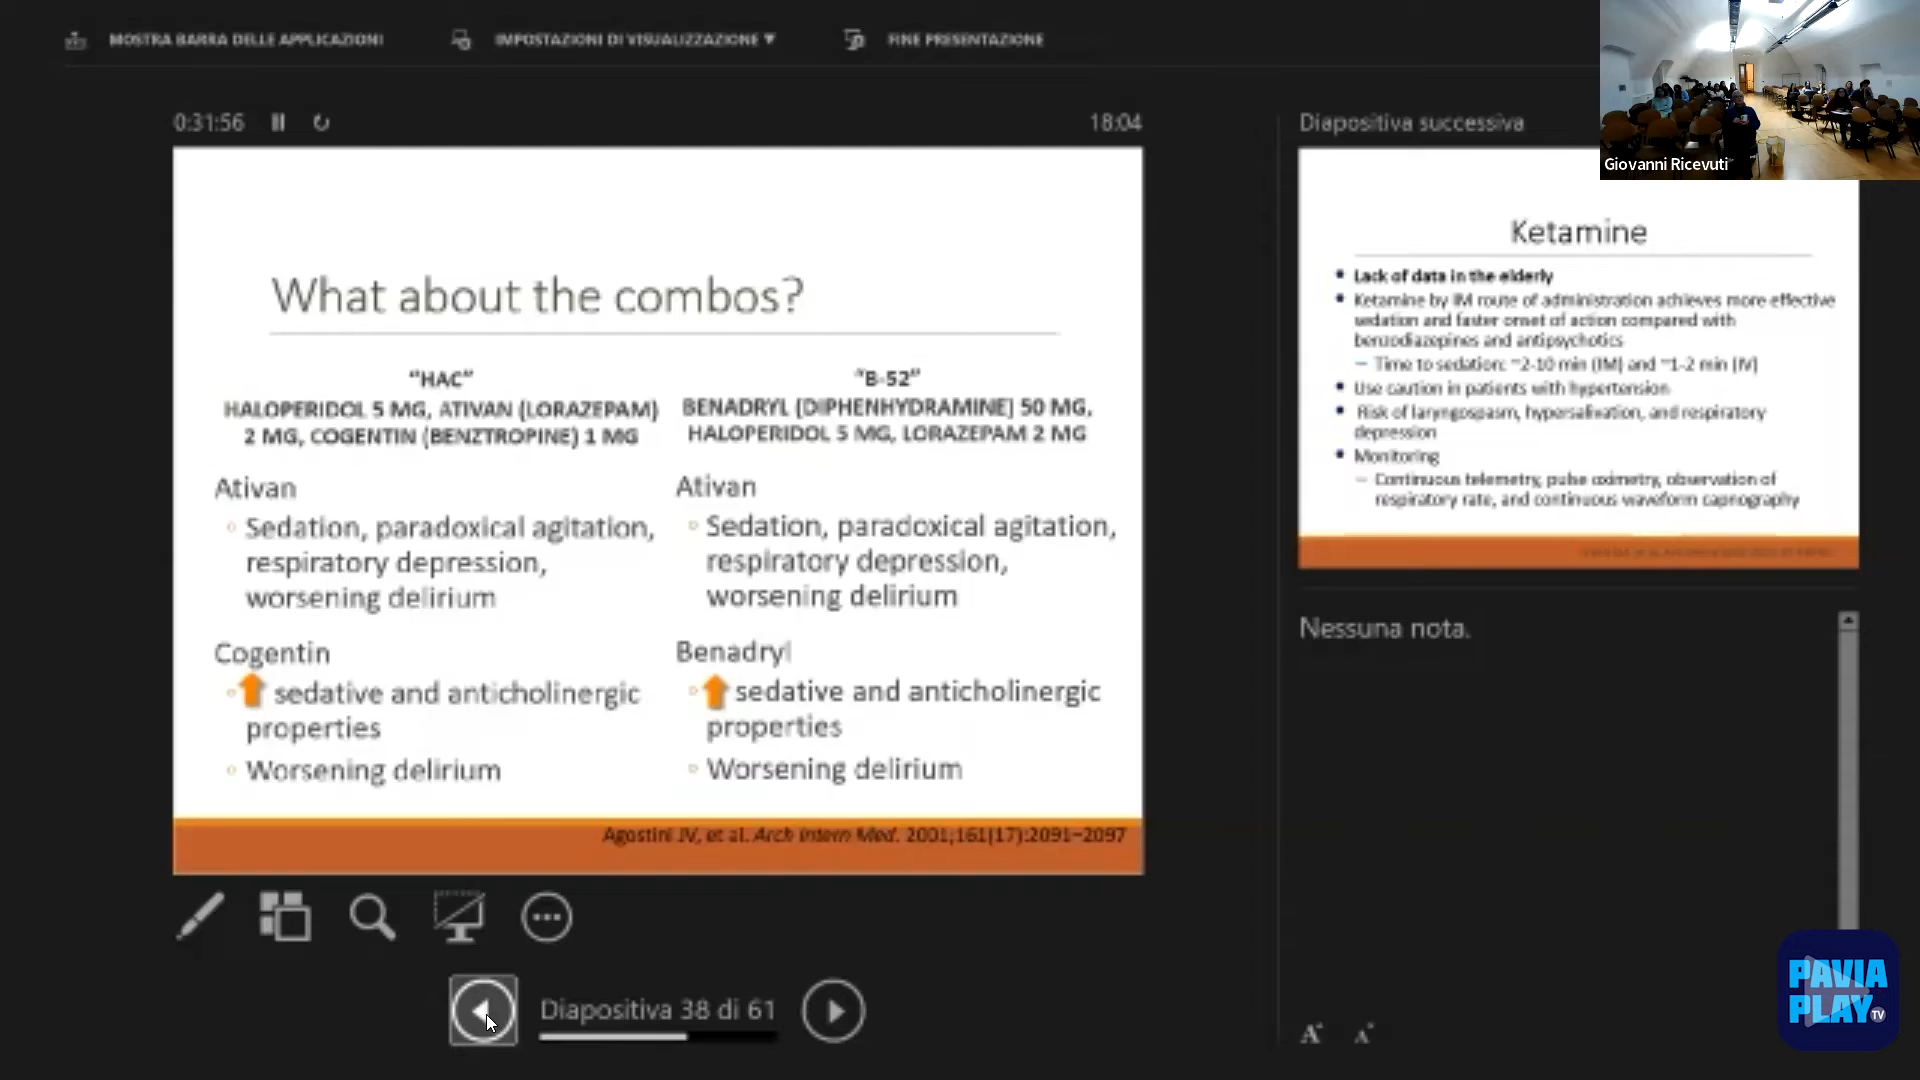 MOSTRA BARRA DELLE APPLICAZIONI
IMPOSTAZIONI DI VISUALIZZAZIONE ▼
FINE PRESENTAZIONE
Giovanni Ricevuti
0:31:56
18:04
What about the combos?
“HAC”
HALOPERIDOL 5 MG, ATIVAN (LORAZEPAM)
2 MG, COGENTIN (BENZTROPINE) 1 MG
Ativan
Sedation, paradoxical agitation,
respiratory depression,
worsening delirium
Cogentin
sedative and anticholinergic
properties
Worsening delirium
“B-52”
BENADRYL (DIPHENHYDRAMINE) 50 MG,
HALOPERIDOL 5 MG, LORAZEPAM 2 MG
Ativan
Sedation, paradoxical agitation,
respiratory depression,
worsening delirium
Benadryl
sedative and anticholinergic
properties
Worsening delirium
Agostini JV, et al. Arch Intern Med. 2001;161(17):2091–2097
Diapositiva 38 di 61
Diapositiva successiva
Ketamine
• Lack of data in the elderly
• Ketamine by IM route of administration achieves more effective
sedation and faster onset of action compared with
benzodiazepines and antipsychotics
– Time to sedation: ~2-10 min (IM) and ~1-2 min (IV)
• Use caution in patients with hypertension
• Risk of laryngospasm, hypersalivation, and respiratory
depression
• Monitoring
– Continuous telemetry, pulse oximetry, observation of
respiratory rate, and continuous waveform capnography
Nessuna nota.
A A
PAVIA
PLAY TV